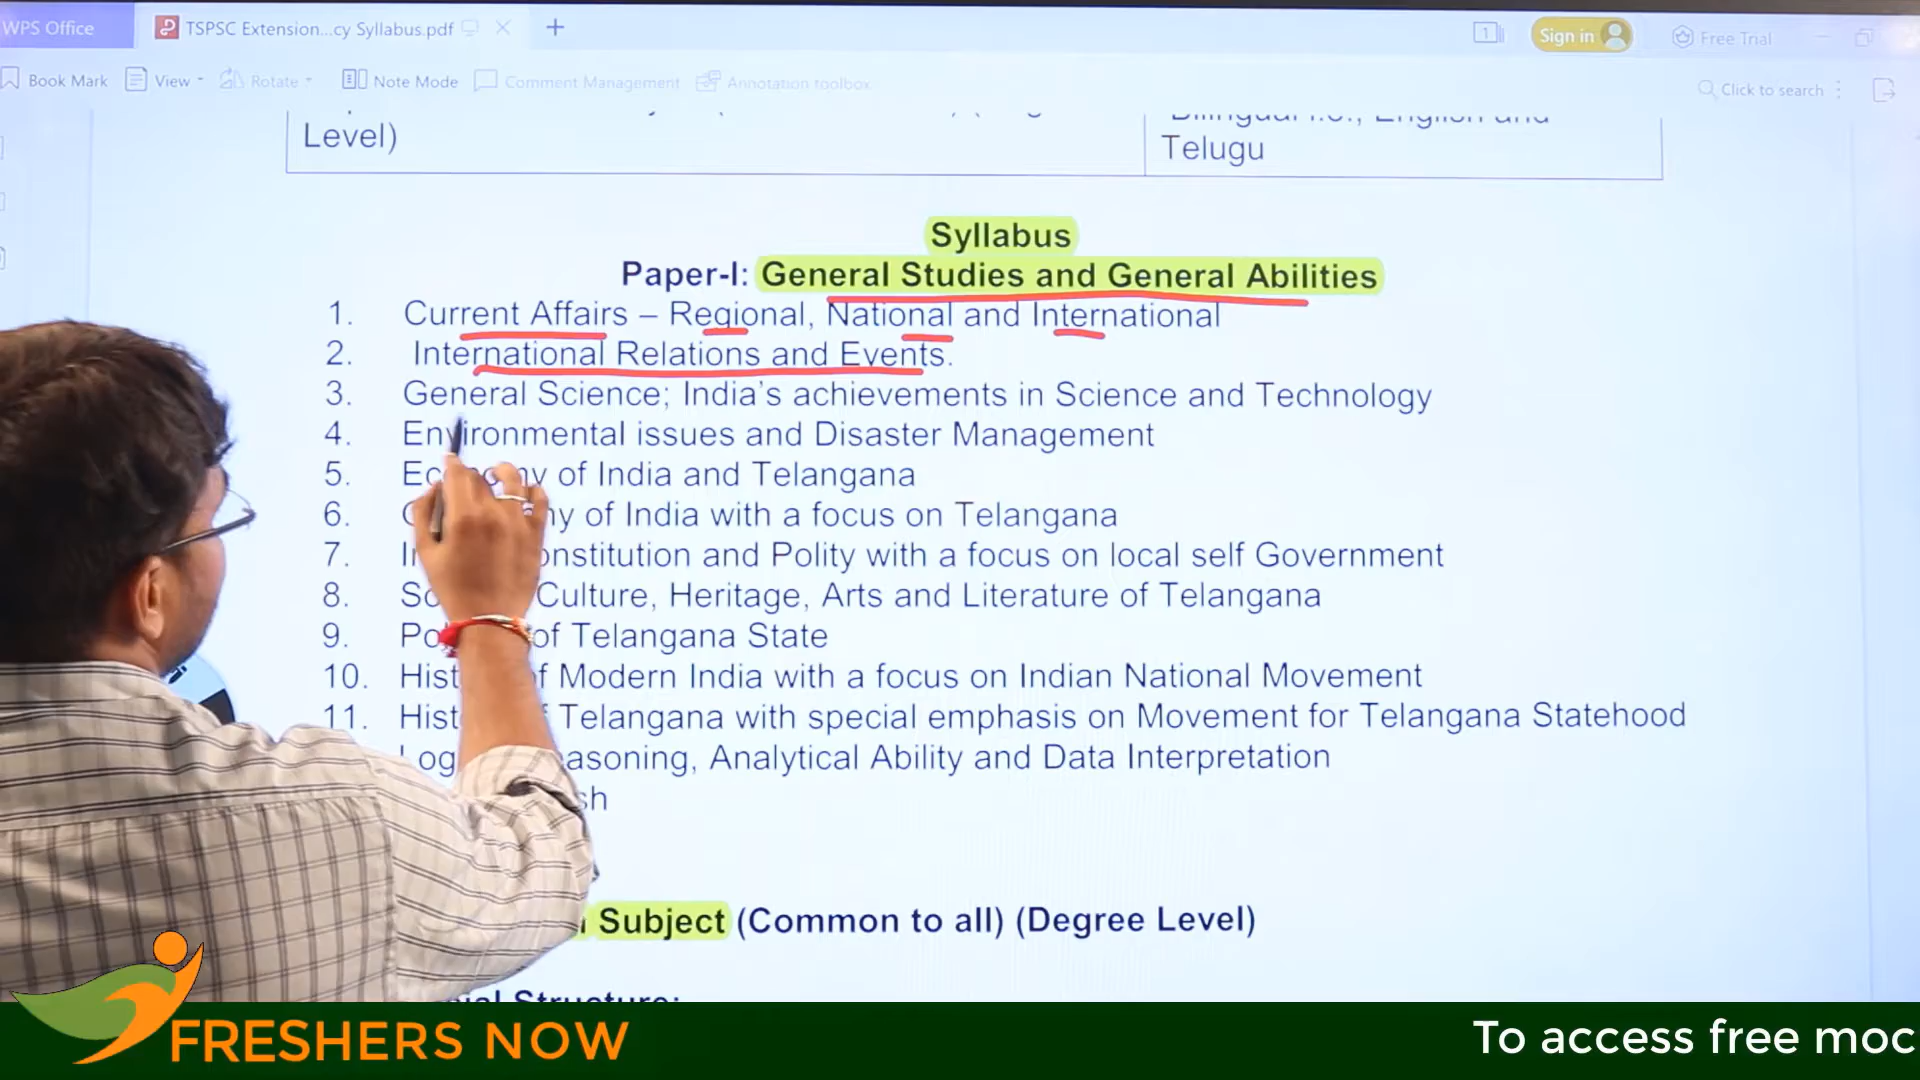 WPS Office
TSPSC Extension...cy Syllabus.pdf
1
Sign in
Free Trial
Book Mark
View
Rotate
Note Mode
Comment Management
Annotation toolbox
Click to search
Level)
English and
Telugu
Syllabus
Paper-I: General Studies and General Abilities
1. Current Affairs – Regional, National and International
2. International Relations and Events.
3. General Science; India's achievements in Science and Technology
4. Environmental issues and Disaster Management
5. of India and Telangana
6. of India with a focus on Telangana
7. and Polity with a focus on local self Government
8. Culture, Heritage, Arts and Literature of Telangana
9. of Telangana State
10. Modern India with a focus on Indian National Movement
11. Telangana with special emphasis on Movement for Telangana Statehood
Analytical Ability and Data Interpretation
Subject (Common to all) (Degree Level)
Structure:
FRESHERS NOW
To access free moc